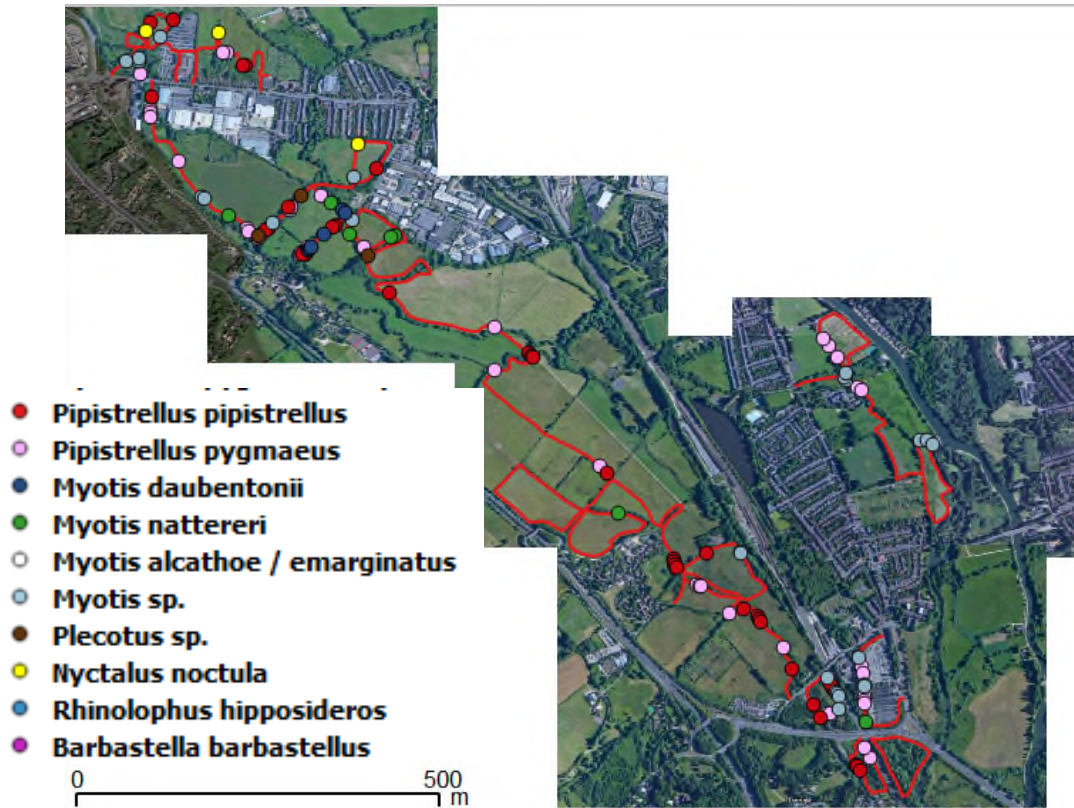 Pipistrellus pipistrellus
Pipistrellus pygmaeus
Myotis daubentonii
Myotis nattereri
Myotis alcathoe / emarginatus
Myotis sp.
Plecotus sp.
Nyctalus noctula
Rhinolophus hipposideros
Barbastella barbastellus
0 500
m